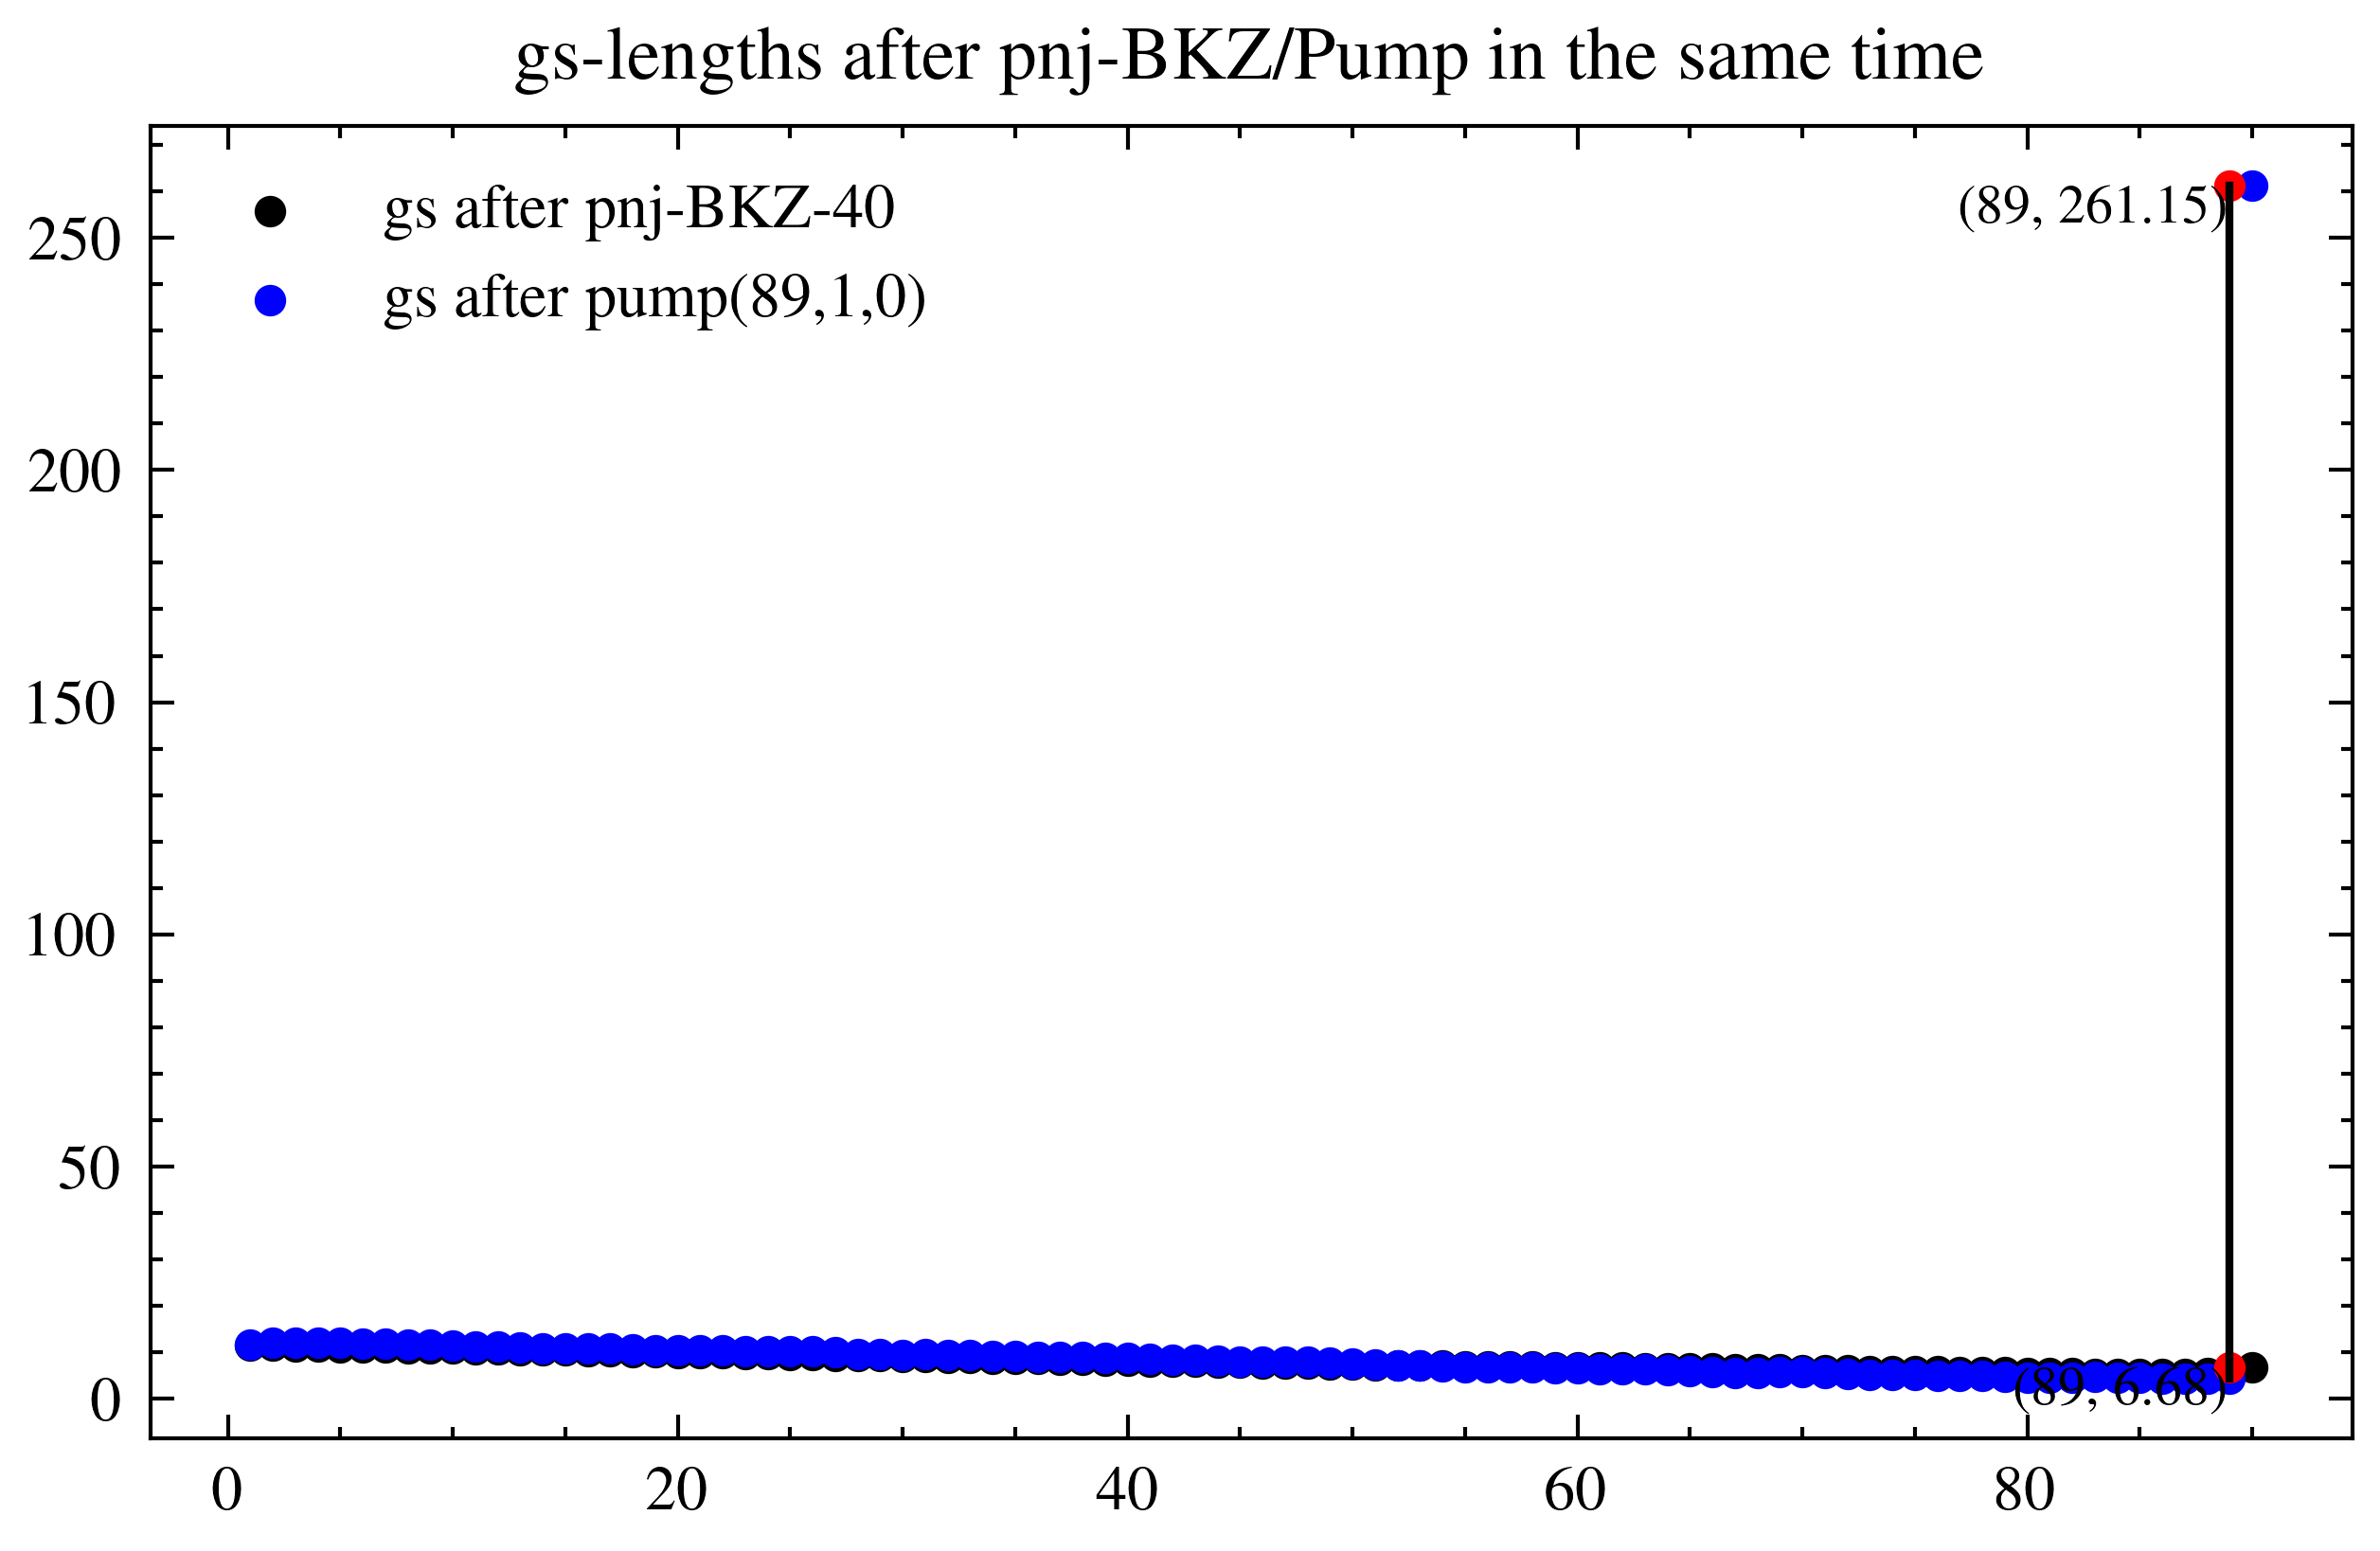 gs-lengths after pnj-BKZ/Pump in the same time
gs after pnj-BKZ-40
gs after pump(89,1,0)
(89, 261.15)
250
200
150
100
50
0
(89, 6.68)
0 20 40 60 80